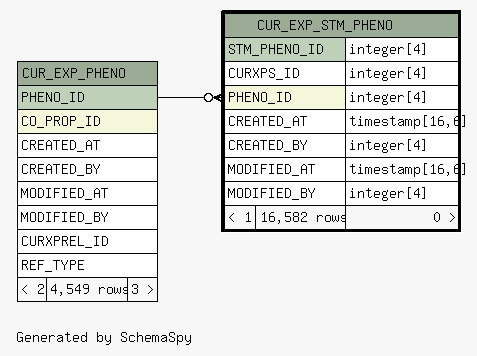 CUR_EXP_STM_PHENO
STM_PHENO_ID integer[4]
CURXPS_ID integer[4]
PHENO_ID integer[4]
CREATED_AT timestamp[16,6]
CREATED_BY integer[4]
MODIFIED_AT timestamp[16,6]
MODIFIED_BY integer[4]
< 1 16,582 rows 0 >
CUR_EXP_PHENO
PHENO_ID
CO_PROP_ID
CREATED_AT
CREATED_BY
MODIFIED_AT
MODIFIED_BY
CURXPREL_ID
REF_TYPE
< 2 4,549 rows 3 >
Generated by SchemaSpy